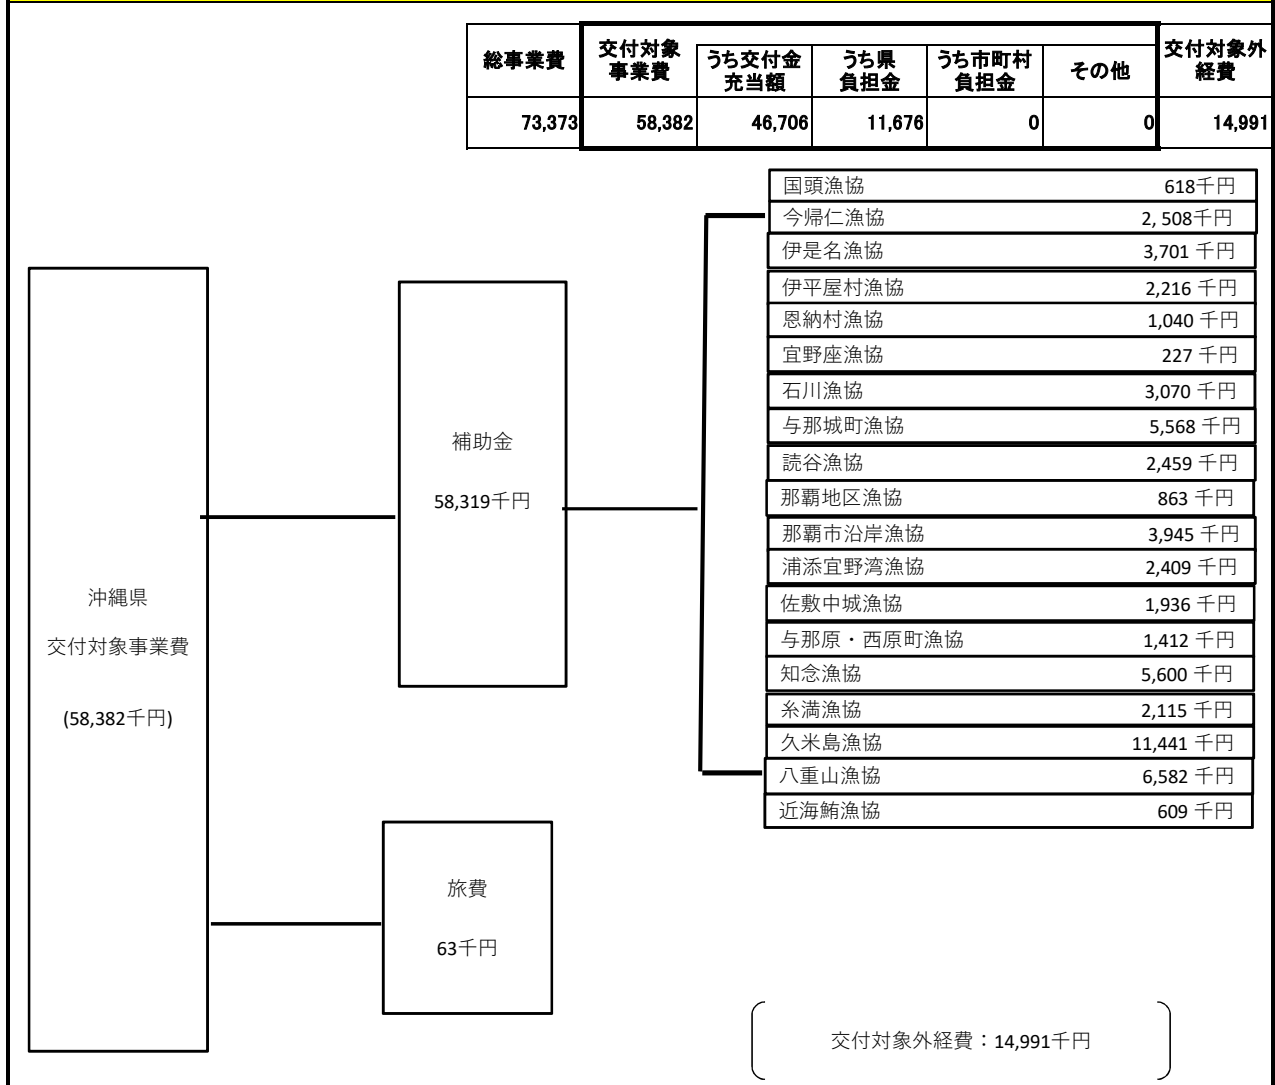 総事業費
交付対象
事業費
うち交付金
充当額
うち県
負担金
うち市町村
負担金
その他
交付対象外
経費
73,373 58,382 46,706 11,676 0 0 14,991
国頭漁協 618千円
今帰仁漁協 2,508千円
伊是名漁協 3,701 千円
伊平屋村漁協 2,216 千円
恩納村漁協 1,040 千円
宜野座漁協 227 千円
石川漁協 3,070 千円
与那城町漁協 5,568 千円
読谷漁協 2,459 千円
那覇地区漁協 863 千円
那覇市沿岸漁協 3,945 千円
浦添宜野湾漁協 2,409 千円
佐敷中城漁協 1,936 千円
与那原・西原町漁協 1,412 千円
知念漁協 5,600 千円
糸満漁協 2,115 千円
久米島漁協 11,441 千円
八重山漁協 6,582 千円
近海鮪漁協 609 千円
補助金
58,319千円
沖縄県
交付対象事業費
(58,382千円)
旅費
63千円
交付対象外経費：14,991千円